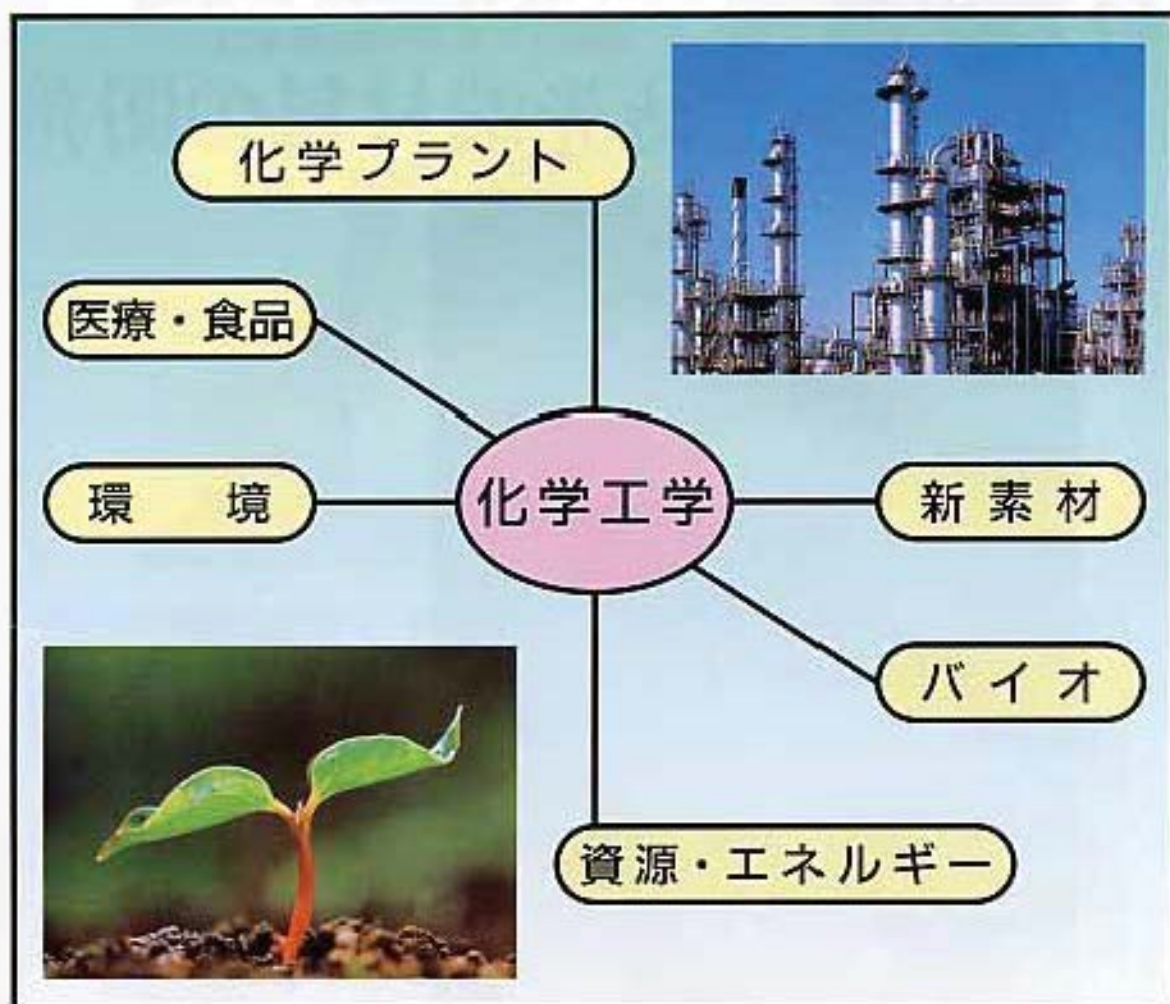 化学プラント
医療・食品
環境
化学工学
新素材
バイオ
資源・エネルギー